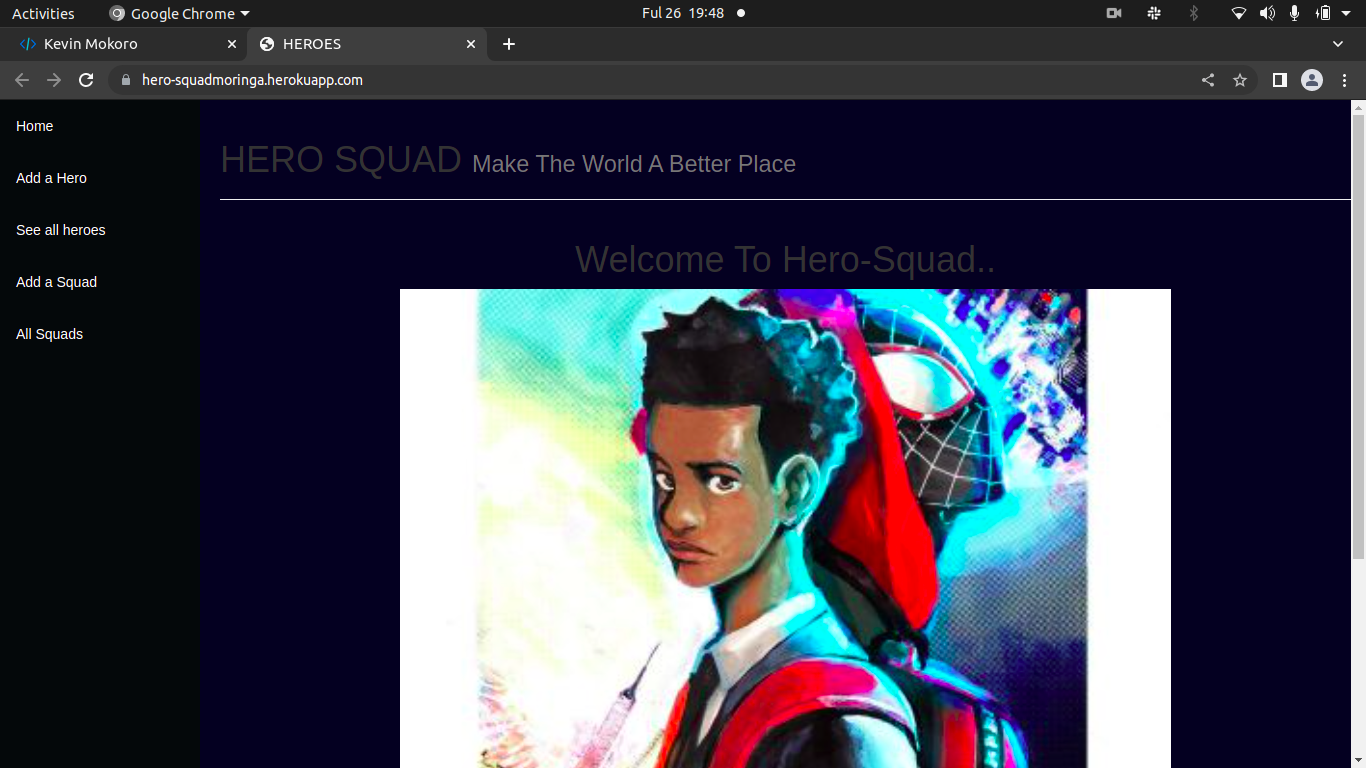 Activities Google Chrome Ful 26 19:48
Kevin Mokoro HEROES
hero-squadmoringa.herokuapp.com
Home
Add a Hero
See all heroes
Add a Squad
All Squads
HERO SQUAD Make The World A Better Place
Welcome To Hero-Squad..